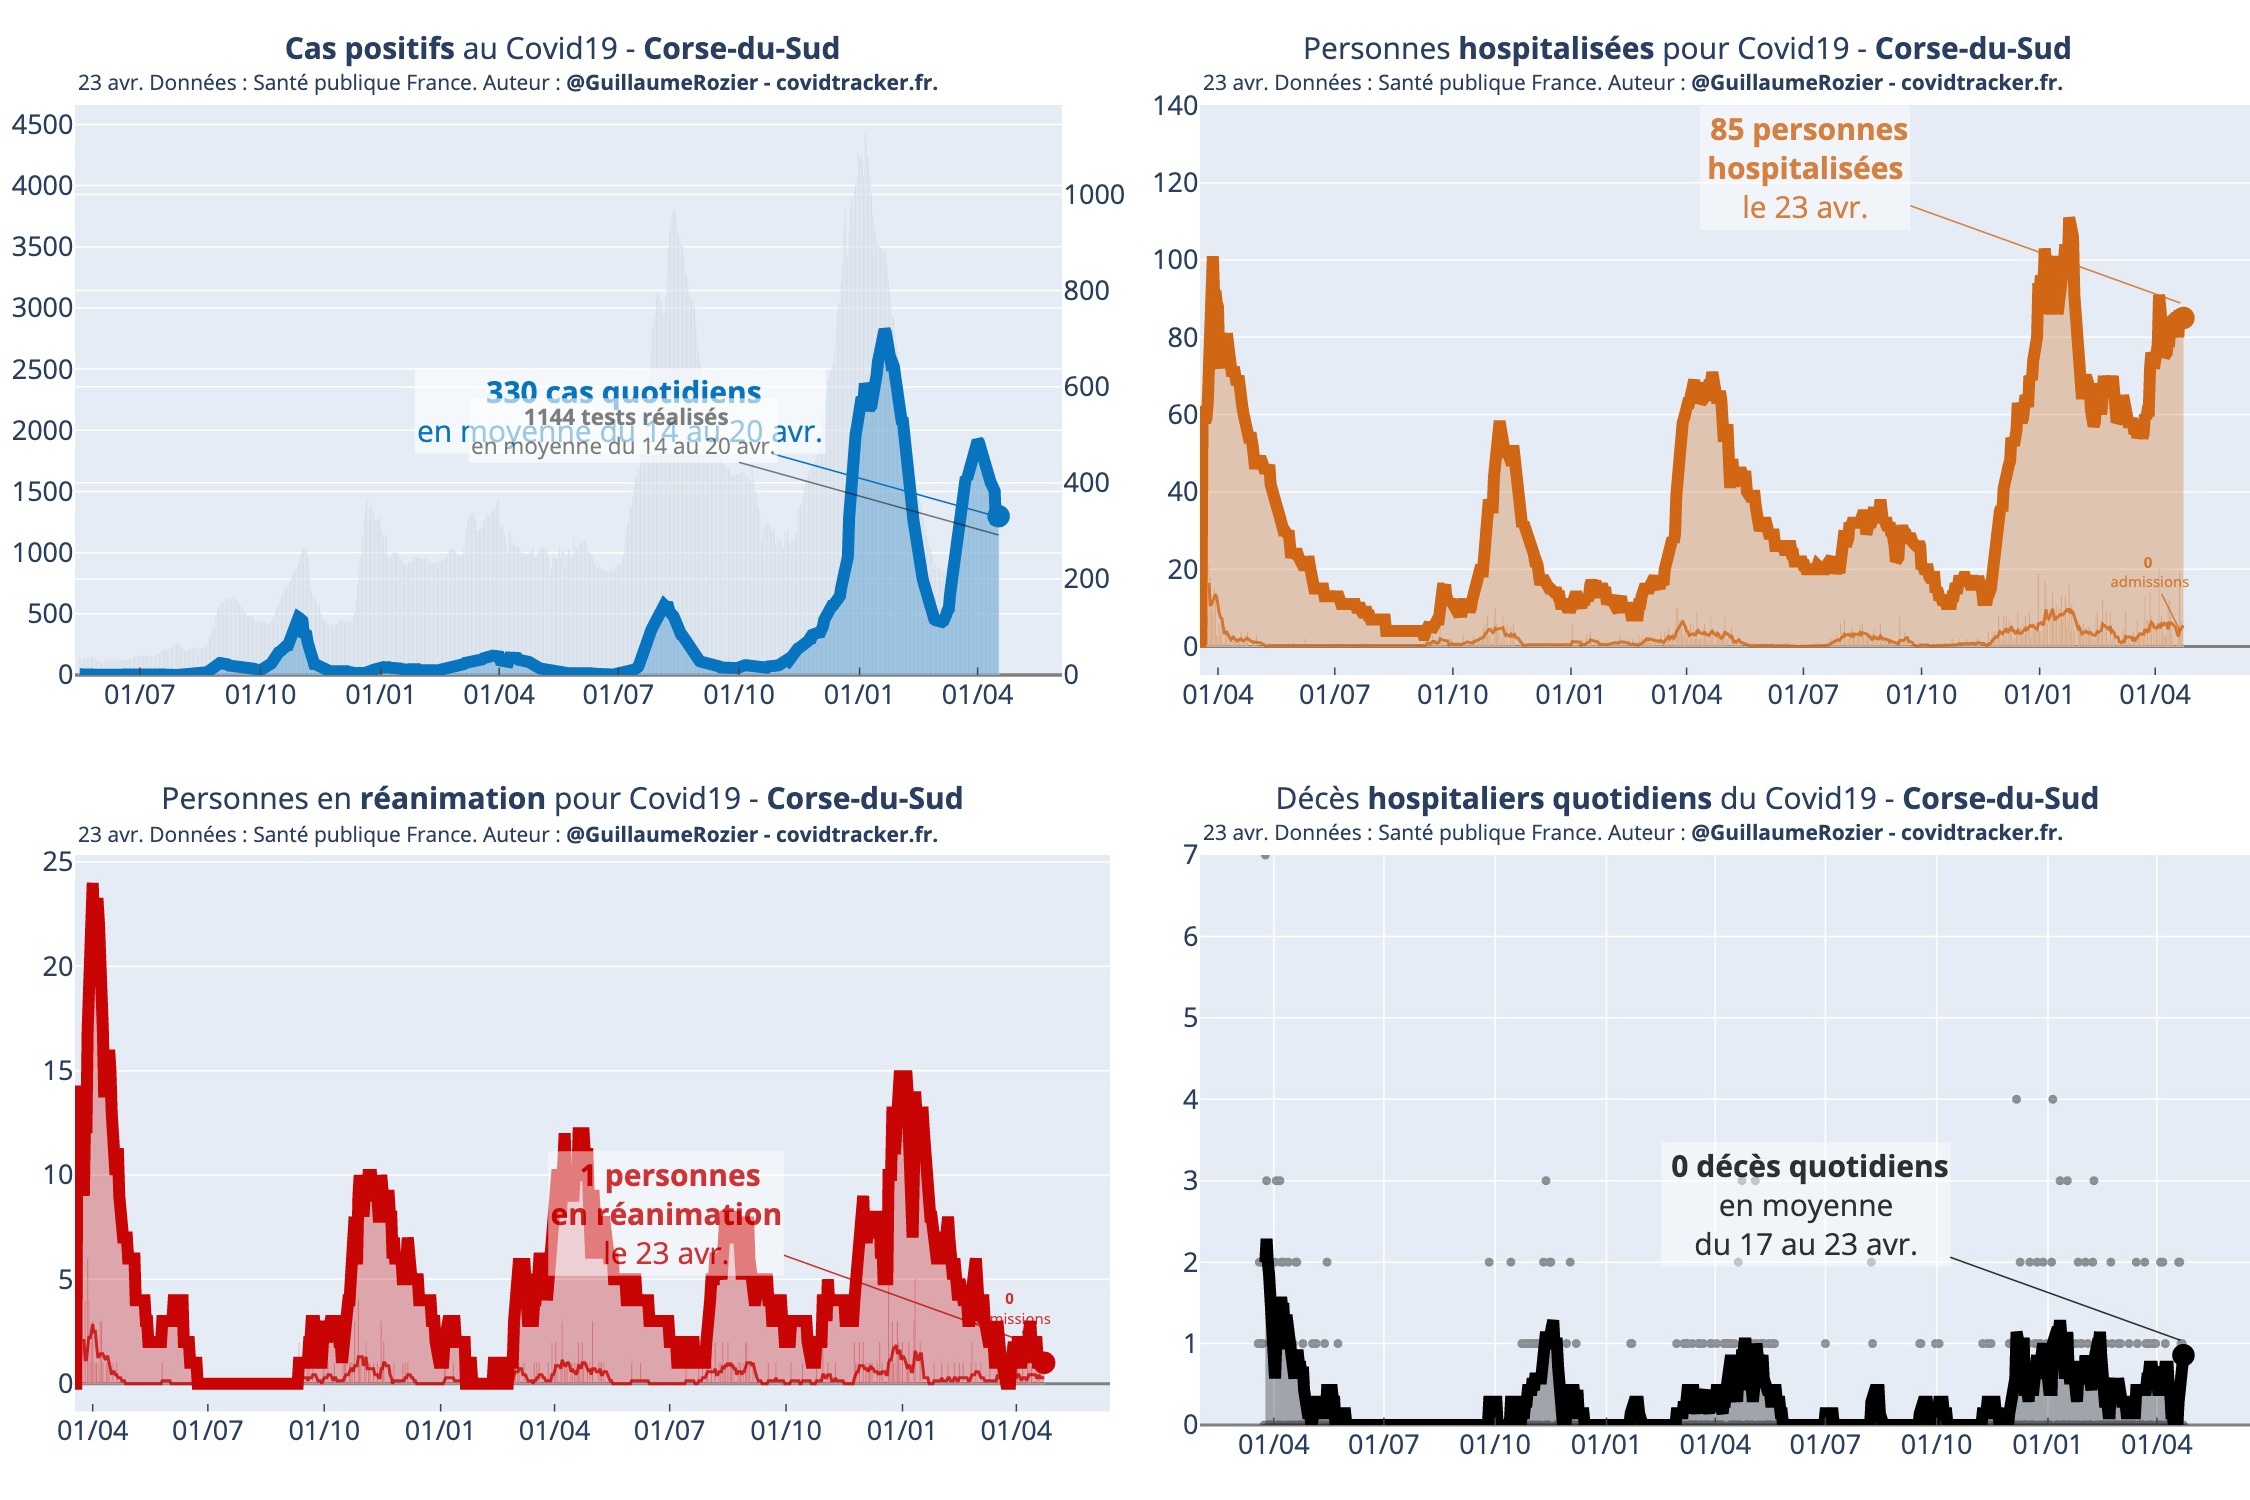 Cas positifs au Covid19 - Corse-du-Sud
23 avr. Données : Santé publique France. Auteur : @GuillaumeRozier - covidtracker.fr.
4500
4000
3500
3000
2500
2000
1500
1000
500
0
1000
800
600
400
200
0
330 cas quotidiens
en moyenne du 14 au 20 avr.
1144 tests réalisés
en moyenne du 14 au 20 avr.
01/07 01/10 01/01 01/04 01/07 01/10 01/01 01/04
Personnes hospitalisées pour Covid19 - Corse-du-Sud
23 avr. Données : Santé publique France. Auteur : @GuillaumeRozier - covidtracker.fr.
140
120
100
80
60
40
20
0
85 personnes
hospitalisées
le 23 avr.
0
admissions
01/04 01/07 01/10 01/01 01/04 01/07 01/10 01/01 01/04
Personnes en réanimation pour Covid19 - Corse-du-Sud
23 avr. Données : Santé publique France. Auteur : @GuillaumeRozier - covidtracker.fr.
25
20
15
10
5
0
1 personnes
en réanimation
le 23 avr.
0
missions
01/04 01/07 01/10 01/01 01/04 01/07 01/10 01/01 01/04
Décès hospitaliers quotidiens du Covid19 - Corse-du-Sud
23 avr. Données : Santé publique France. Auteur : @GuillaumeRozier - covidtracker.fr.
7
6
5
4
3
2
1
0
0 décès quotidiens
en moyenne
du 17 au 23 avr.
01/04 01/07 01/10 01/01 01/04 01/07 01/10 01/01 01/04